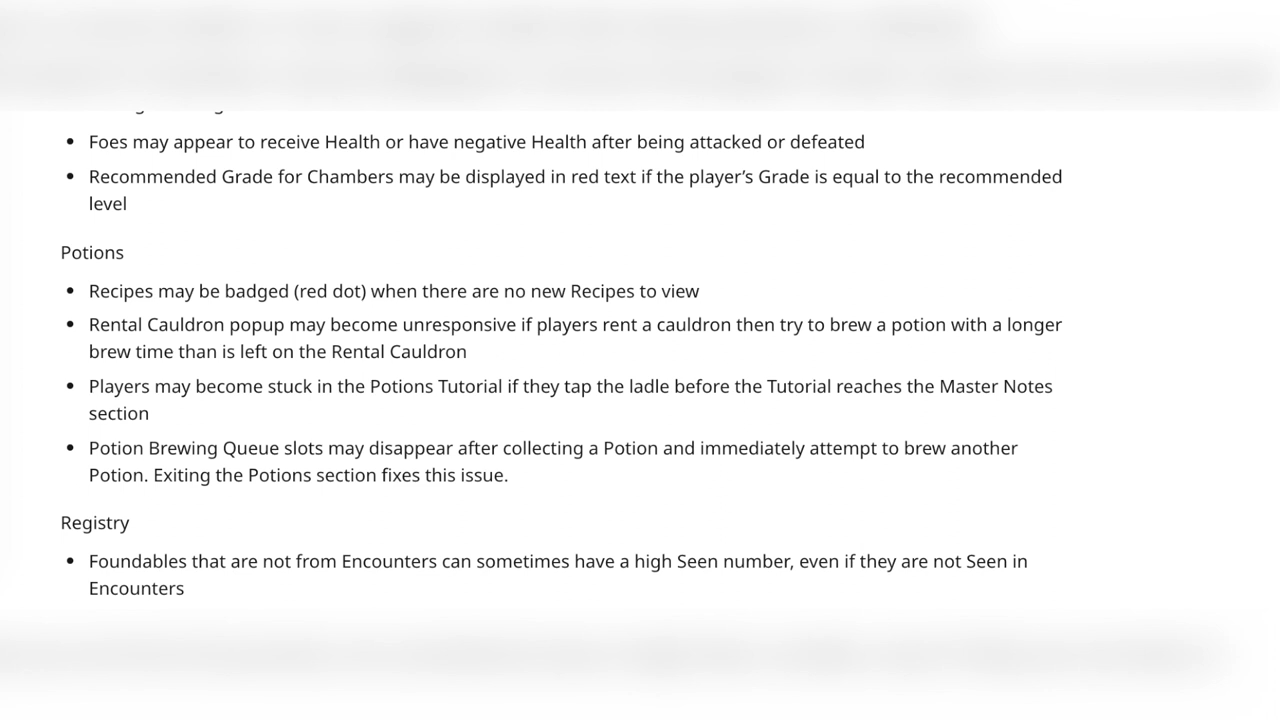 Foes may appear to receive Health or have negative Health after being attacked or defeated
Recommended Grade for Chambers may be displayed in red text if the player’s Grade is equal to the recommended
level
Potions
Recipes may be badged (red dot) when there are no new Recipes to view
Rental Cauldron popup may become unresponsive if players rent a cauldron then try to brew a potion with a longer
brew time than is left on the Rental Cauldron
Players may become stuck in the Potions Tutorial if they tap the ladle before the Tutorial reaches the Master Notes
section
Potion Brewing Queue slots may disappear after collecting a Potion and immediately attempt to brew another
Potion. Exiting the Potions section fixes this issue.
Registry
Foundables that are not from Encounters can sometimes have a high Seen number, even if they are not Seen in
Encounters